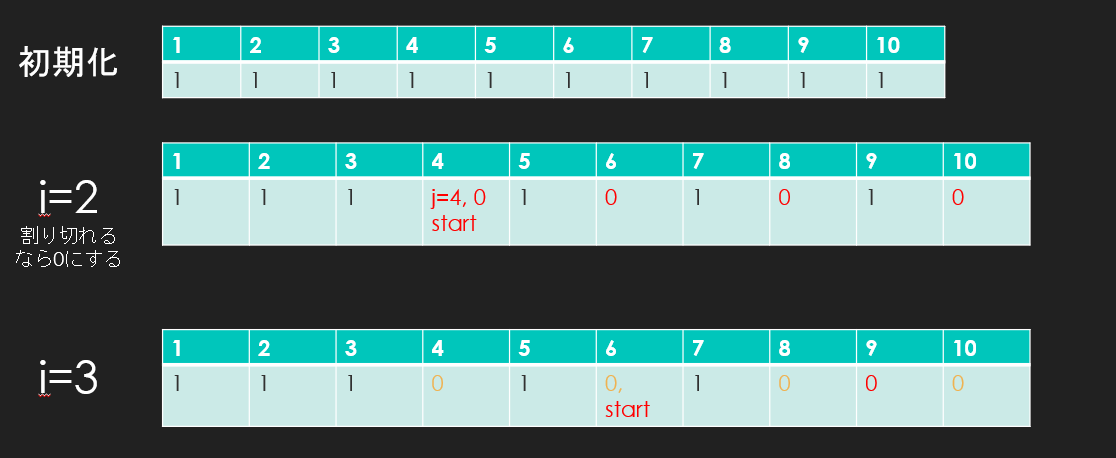 初期化
1 2 3 4 5 6 7 8 9 10
1 1 1 1 1 1 1 1 1 1
i=2
割り切れる
なら0にする
1 2 3 4 5 6 7 8 9 10
1 1 1 j=4, 0 1 0 1 0 1 0
start
i=3
1 2 3 4 5 6 7 8 9 10
1 1 1 0 1 0, 1 0 0 0
start